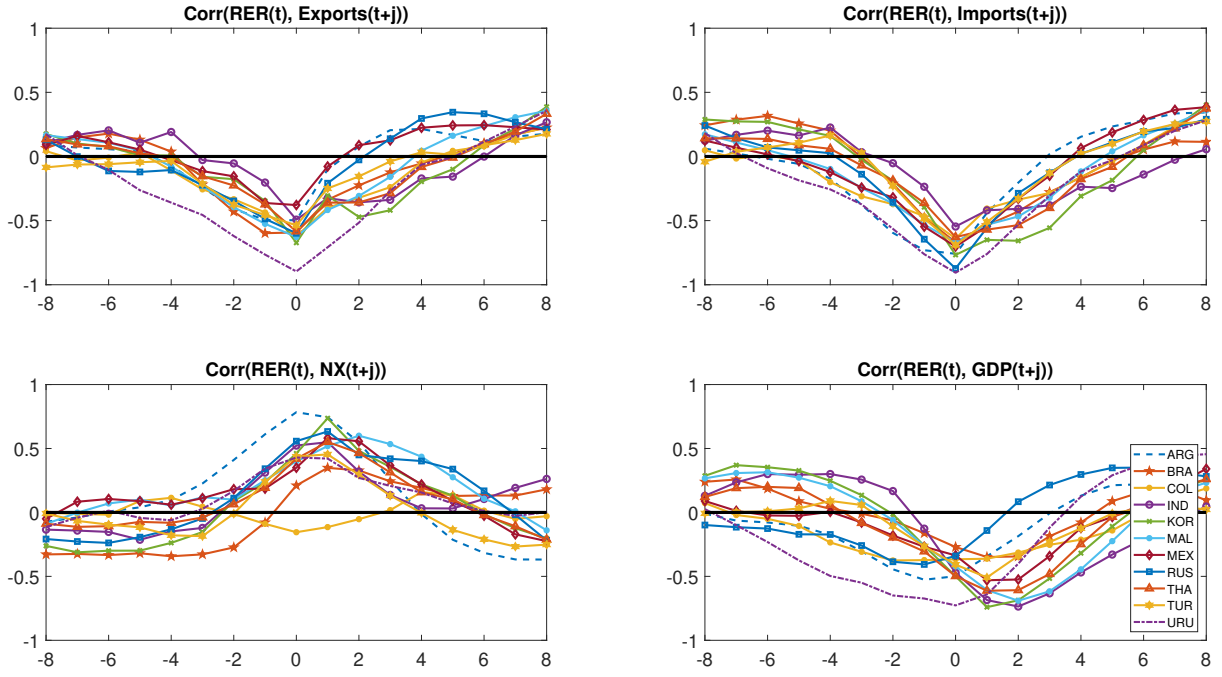 Corr(RER(t), Exports(t+j))
1
0.5
0
-0.5
-1
-8 -6 -4 -2 0 2 4 6 8
Corr(RER(t), Imports(t+j))
1
0.5
0
-0.5
-1
-8 -6 -4 -2 0 2 4 6 8
Corr(RER(t), NX(t+j))
1
0.5
0
-0.5
-1
-8 -6 -4 -2 0 2 4 6 8
Corr(RER(t), GDP(t+j))
1
0.5
0
-0.5
-1
-8 -6 -4 -2 0 2 4 6 8
ARG
BRA
COL
IND
KOR
MAL
MEX
RUS
THA
TUR
URU